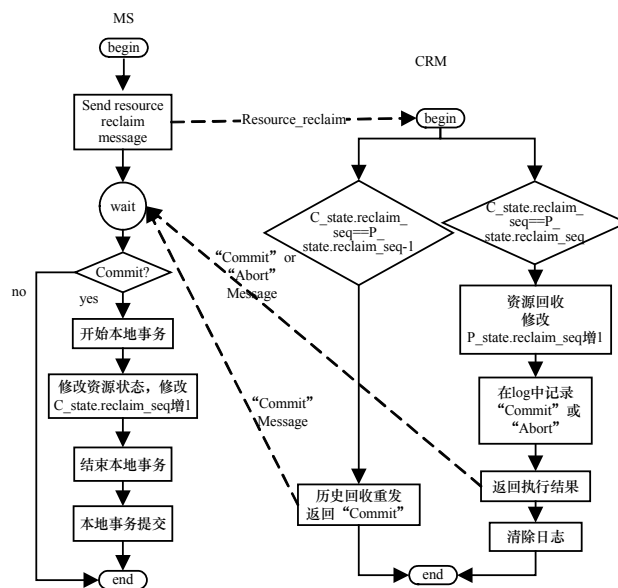 MS
begin
Send resource
reclaim
message
wait
Commit?
no
yes
开始本地事务
修改资源状态，修改
C_state.reclaim_seq增1
结束本地事务
本地事务提交
end
Resource_reclaim
“Commit” or
“Abort”
Message
“Commit”
Message
CRM
begin
C_state.reclaim_
seq==P_
state.reclaim_seq-1
C_state.reclaim_
seq==P_
state.reclaim_seq
资源回收
修改
P_state.reclaim_seq增1
在log中记录
“Commit”或
“Abort”
历史回收重发
返回“Commit”
返回执行结果
清除日志
end